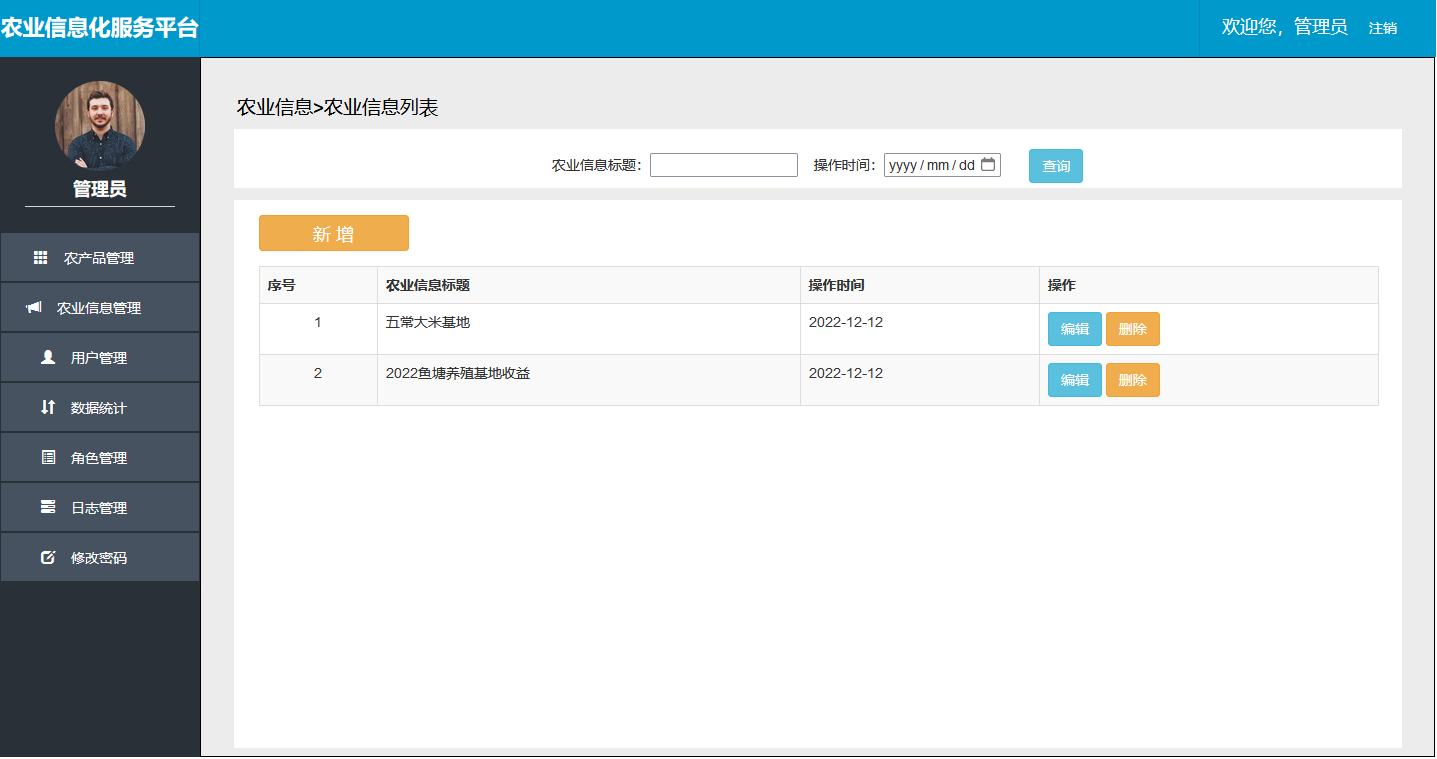 农业信息化服务平台
欢迎您，管理员 注销
管理员
农产品管理
农业信息管理
用户管理
数据统计
角色管理
日志管理
修改密码
农业信息>农业信息列表
农业信息标题： 操作时间： yyyy / mm / dd 查询
新 增
序号 农业信息标题 操作时间 操作
1 五常大米基地 2022-12-12 编辑 删除
2 2022鱼塘养殖基地收益 2022-12-12 编辑 删除